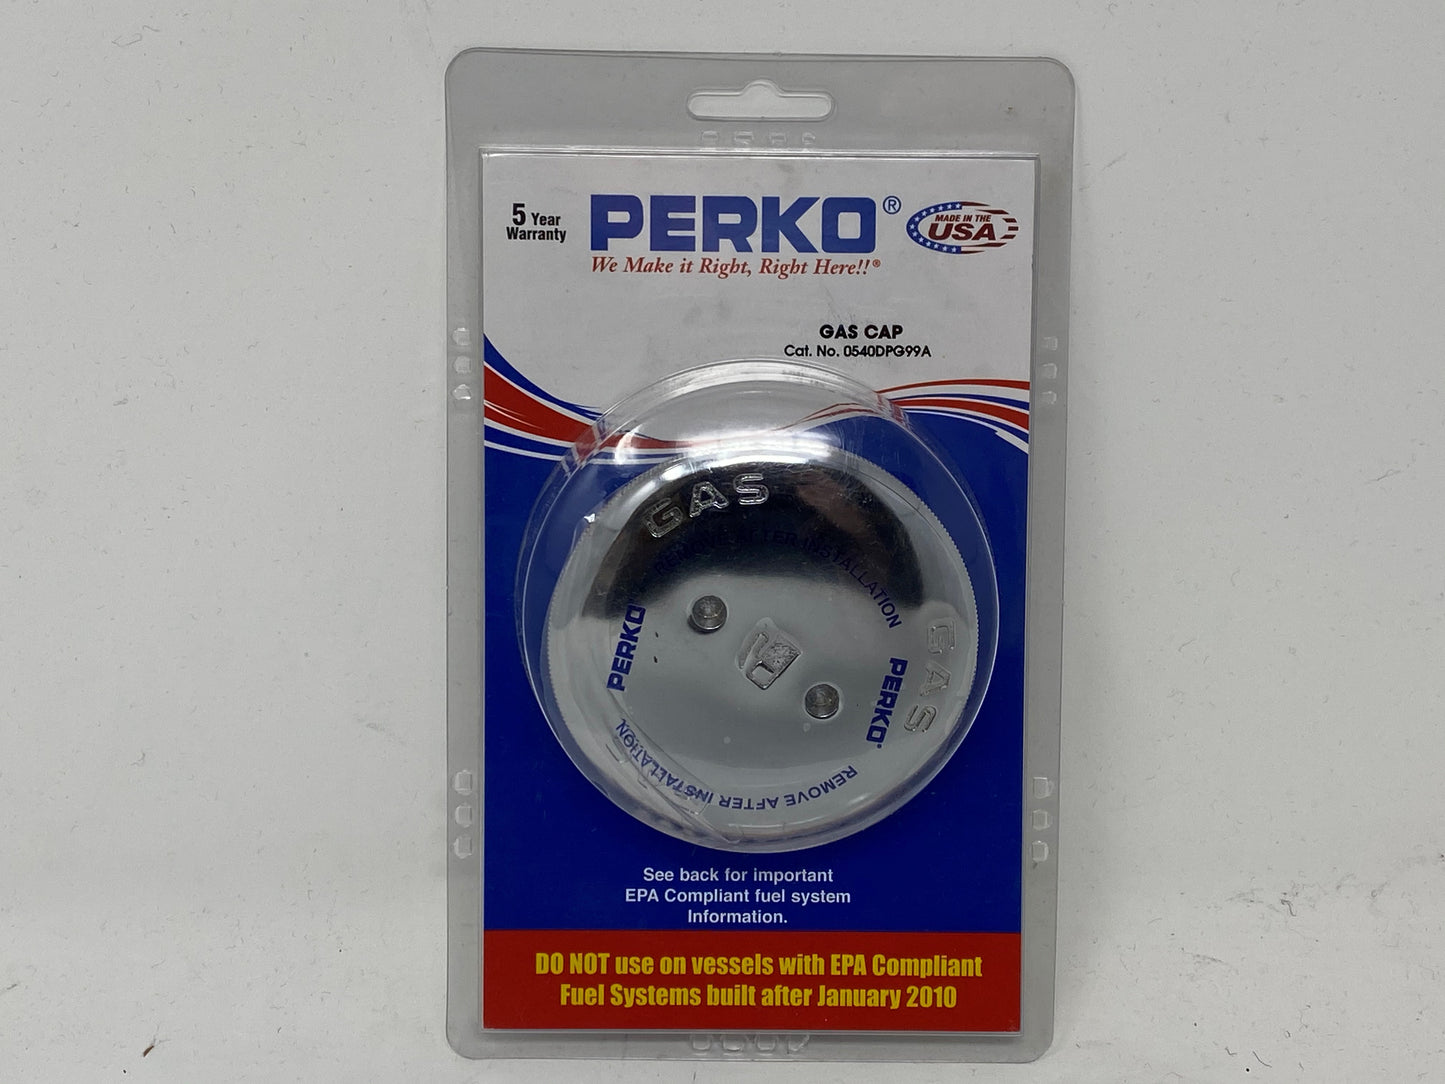 5 Year
Warranty
PERKO®
We Make it Right, Right Here!!®
MADE IN THE
USA
GAS CAP
Cat. No. 0540DPG99A
GAS
REMOVE AFTER INSTALLATION
PERKO
GAS
PERKO
REMOVE AFTER INSTALLATION
See back for important
EPA Compliant fuel system
Information.
DO NOT use on vessels with EPA Compliant
Fuel Systems built after January 2010